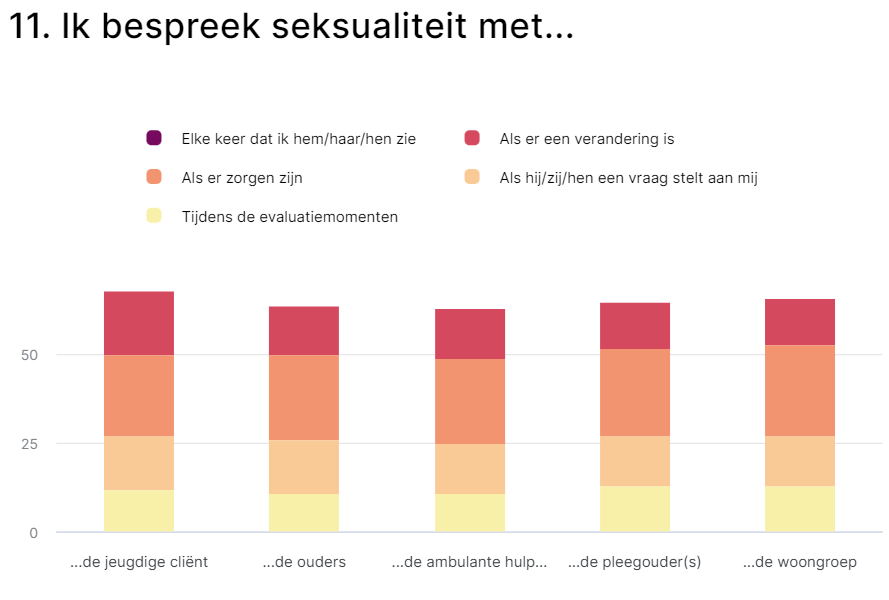 11. Ik bespreek seksualiteit met...
Elke keer dat ik hem/haar/hen zie
Als er een verandering is
Als er zorgen zijn
Als hij/zij/hen een vraag stelt aan mij
Tijdens de evaluatiemomenten
50
25
0
...de jeugdige cliënt
...de ouders
...de ambulante hulp...
...de pleegouder(s)
...de woongroep